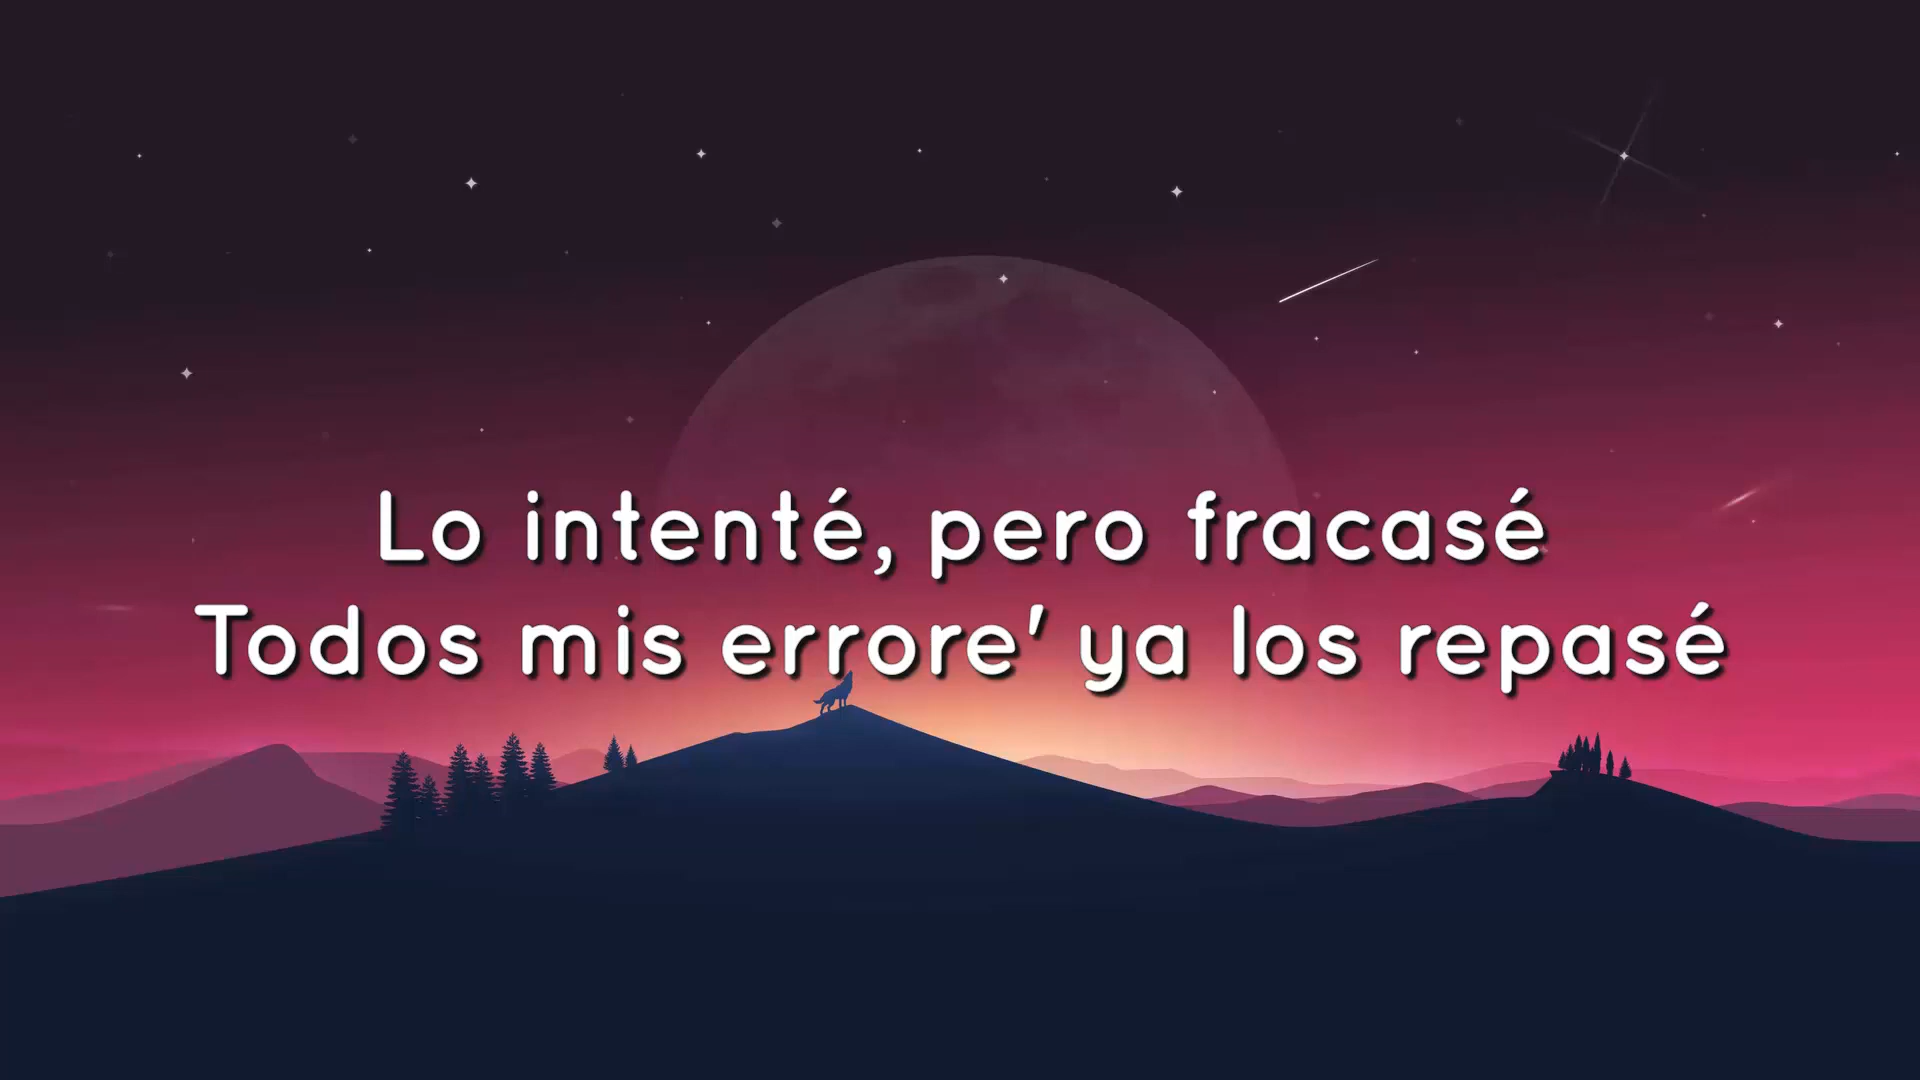 Lo intenté, pero fracasé
Todos mis errore' ya los repasé